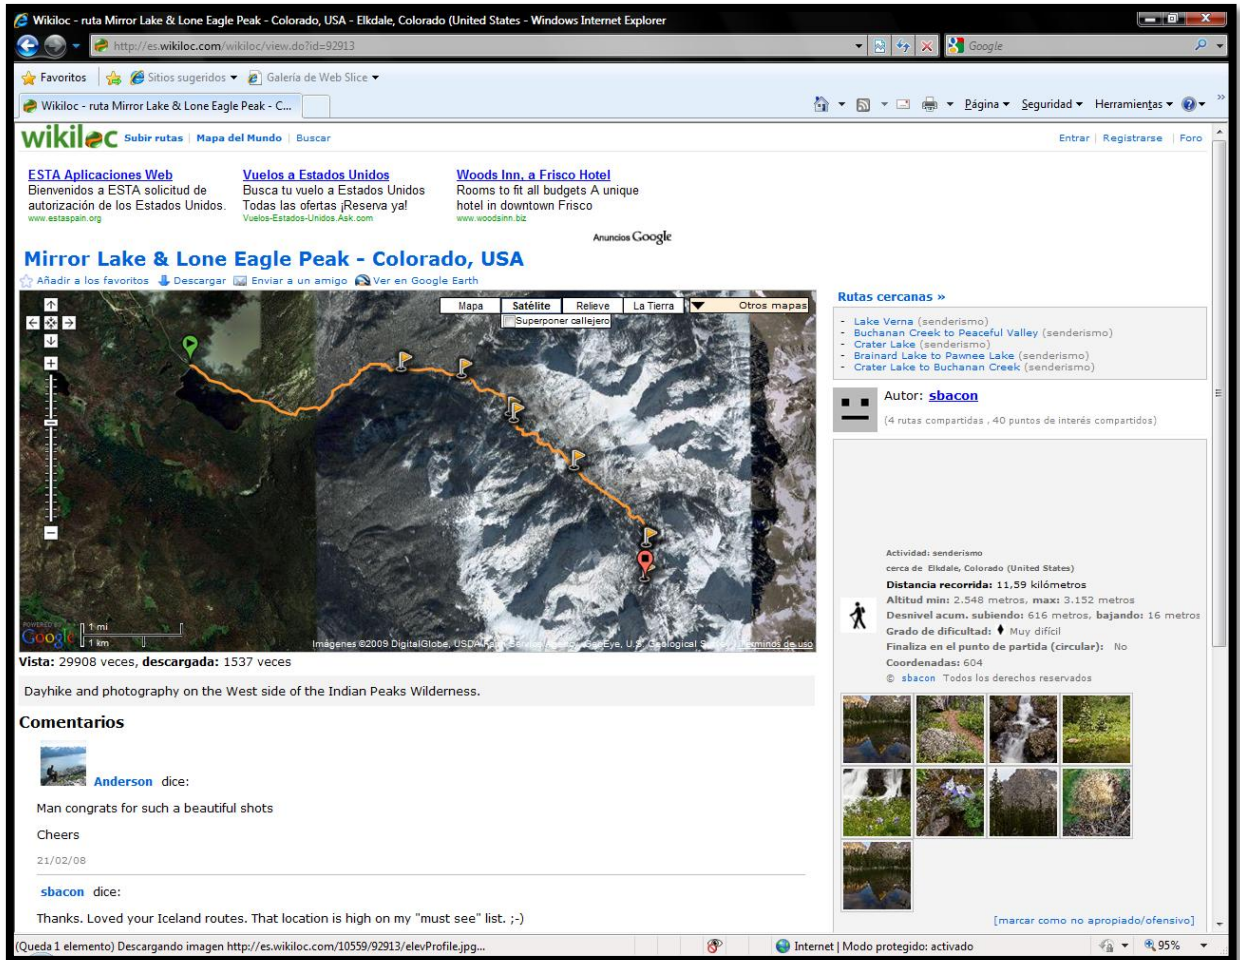 Wikiloc - ruta Mirror Lake & Lone Eagle Peak - Colorado, USA - Elkdale, Colorado (United States - Windows Internet Explorer
http://es.wikiloc.com/wikiloc/view.do?id=92913
Google
Favoritos Sitios sugeridos Galería de Web Slice
Wikiloc - ruta Mirror Lake & Lone Eagle Peak - C...
Página Seguridad Herramientas
wikiloc Subir rutas | Mapa del Mundo | Buscar
Entrar | Registrarse | Foro
ESTA Aplicaciones Web
Bienvenidos a ESTA solicitud de
autorización de los Estados Unidos.
www.estaspain.org
Vuelos a Estados Unidos
Busca tu vuelo a Estados Unidos
Todas las ofertas ¡Reserva ya!
Vuelos-Estados-Unidos.Ask.com
Woods Inn, a Frisco Hotel
Rooms to fit all budgets A unique
hotel in downtown Frisco
www.woodsinn.biz
Anuncios Google
Mirror Lake & Lone Eagle Peak - Colorado, USA
Añadir a los favoritos Descargar Enviar a un amigo Ver en Google Earth
Mapa Satélite Relieve La Tierra Otros mapas
Superponer callejero
POWERED BY
Google
1 mi
1 km
Imágenes ©2009 DigitalGlobe, GeoEye, U.S. Geological Términos de uso
Vista: 29908 veces, descargada: 1537 veces
Dayhike and photography on the West side of the Indian Peaks Wilderness.
Comentarios
Anderson dice:
Man congrats for such a beautiful shots
Cheers
21/02/08
sbacon dice:
Thanks. Loved your Iceland routes. That location is high on my "must see" list. ;-)
Rutas cercanas »
- Lake Verna (senderismo)
- Buchanan Creek to Peaceful Valley (senderismo)
- Crater Lake (senderismo)
- Brainard Lake to Pawnee Lake (senderismo)
- Crater Lake to Buchanan Creek (senderismo)
Autor: sbacon
(4 rutas compartidas , 40 puntos de interés compartidos)
Actividad: senderismo
cerca de Elkdale, Colorado (United States)
Distancia recorrida: 11,59 kilómetros
Altitud min: 2.548 metros, max: 3.152 metros
Desnivel acum. subiendo: 616 metros, bajando: 16 metros
Grado de dificultad: Muy difícil
Finaliza en el punto de partida (circular): No
Coordenadas: 604
© sbacon Todos los derechos reservados
[marcar como no apropiado/ofensivo]
(Queda 1 elemento) Descargando imagen http://es.wikiloc.com/10559/92913/elevProfile.jpg...
Internet | Modo protegido: activado
95%